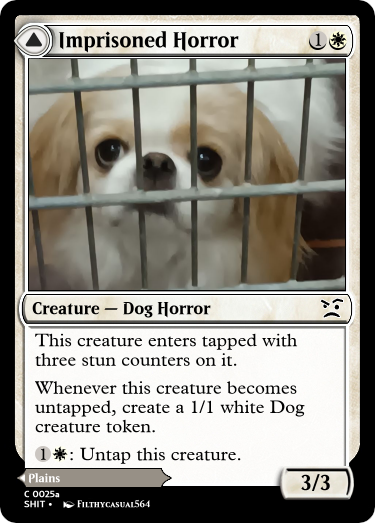 Imprisoned Horror 1
Creature — Dog Horror
This creature enters tapped with
three stun counters on it.
Whenever this creature becomes
untapped, create a 1/1 white Dog
creature token.
1: Untap this creature.
Plains
3/3
C 0025a
SHIT • Filthycasual564